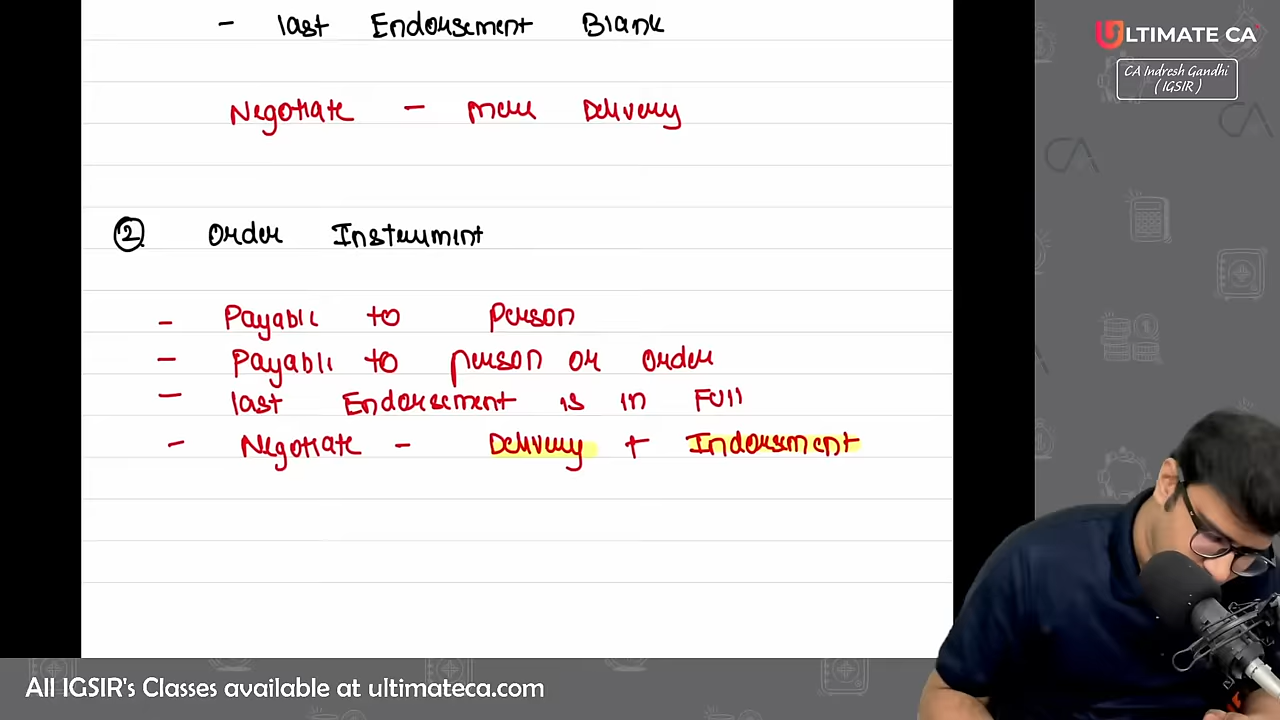 - last Endorsement Blank
ULTIMATE CA
CA Indresh Gandhi
( IGSIR )
Negotiate - mere Delivery
② Order Instrument
- Payable to Person
- Payable to person or order
- last Endorsement is in Full
- Negotiate - Delivery + Indorsment
All IGSIR's Classes available at ultimateca.com